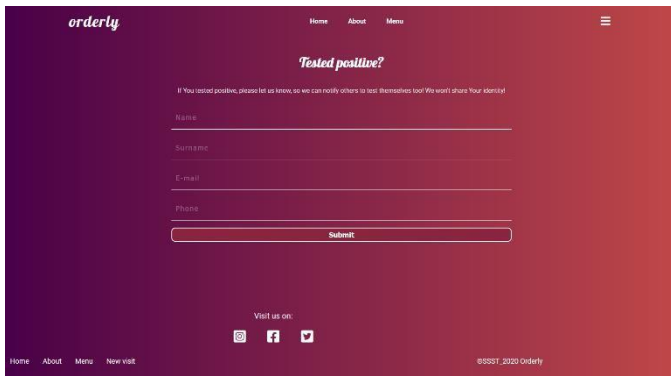 orderly
Home About Menu
Tested positive?
If You tested positive, please let us know, so we can notify others to test themselves too! We won't share Your identity!
Name
Surname
E-mail
Phone
Submit
Visit us on:
Home About Menu New visit
©SSST_2020 Orderly